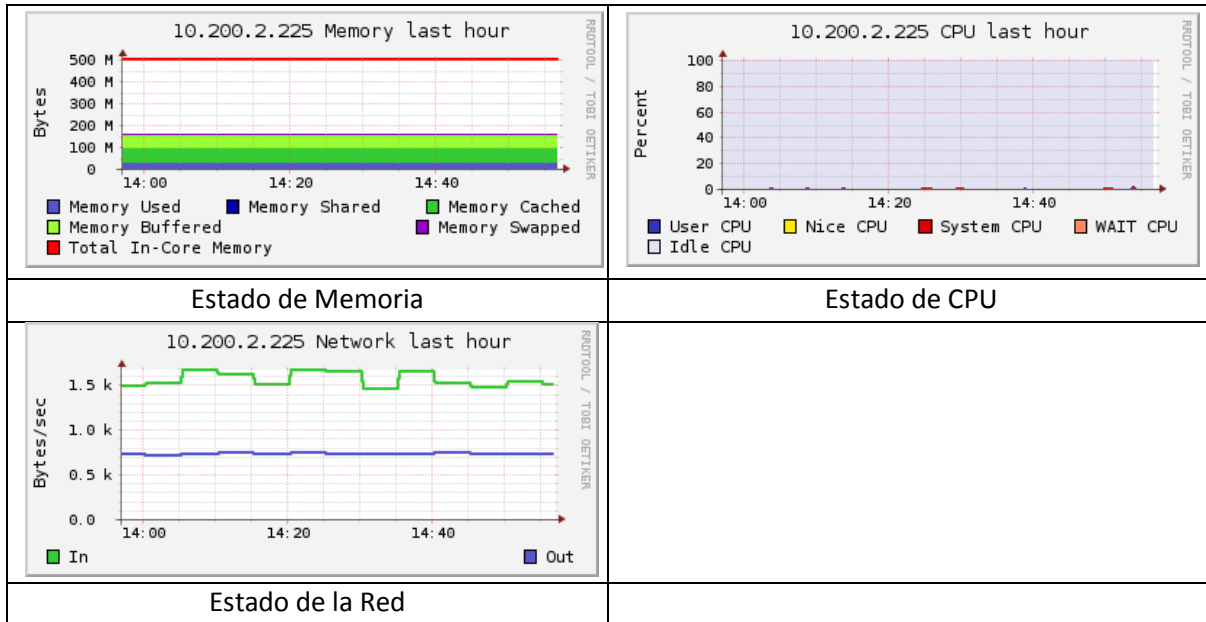 10.200.2.225 Memory last hour
RRDTOOL / TOBI OETIKER
Bytes
500 M
400 M
300 M
200 M
100 M
0
14:00 14:20 14:40
Memory Used Memory Shared Memory Cached
Memory Buffered Memory Swapped
Total In-Core Memory
10.200.2.225 CPU last hour
RRDTOOL / TOBI OETIKER
Percent
100
80
60
40
20
0
14:00 14:20 14:40
User CPU Nice CPU System CPU WAIT CPU
Idle CPU
Estado de Memoria
Estado de CPU
10.200.2.225 Network last hour
RRDTOOL / TOBI OETIKER
Bytes/sec
1.5 k
1.0 k
0.5 k
0.0
14:00 14:20 14:40
In Out
Estado de la Red